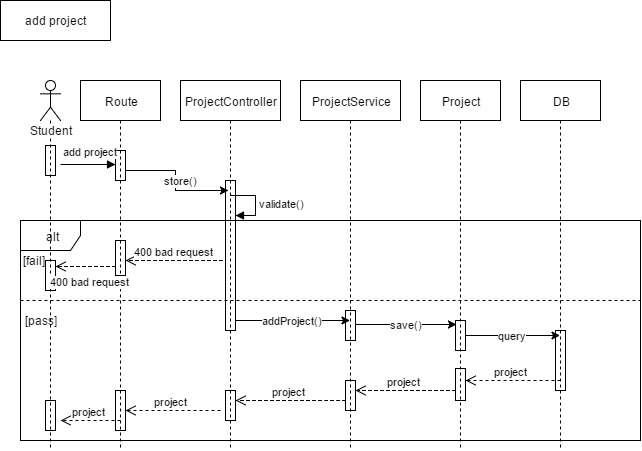 add project
Student
Route
ProjectController
ProjectService
Project
DB
add project
store()
validate()
alt
[fail]
400 bad request
400 bad request
[pass]
addProject()
save()
query
project
project
project
project
project